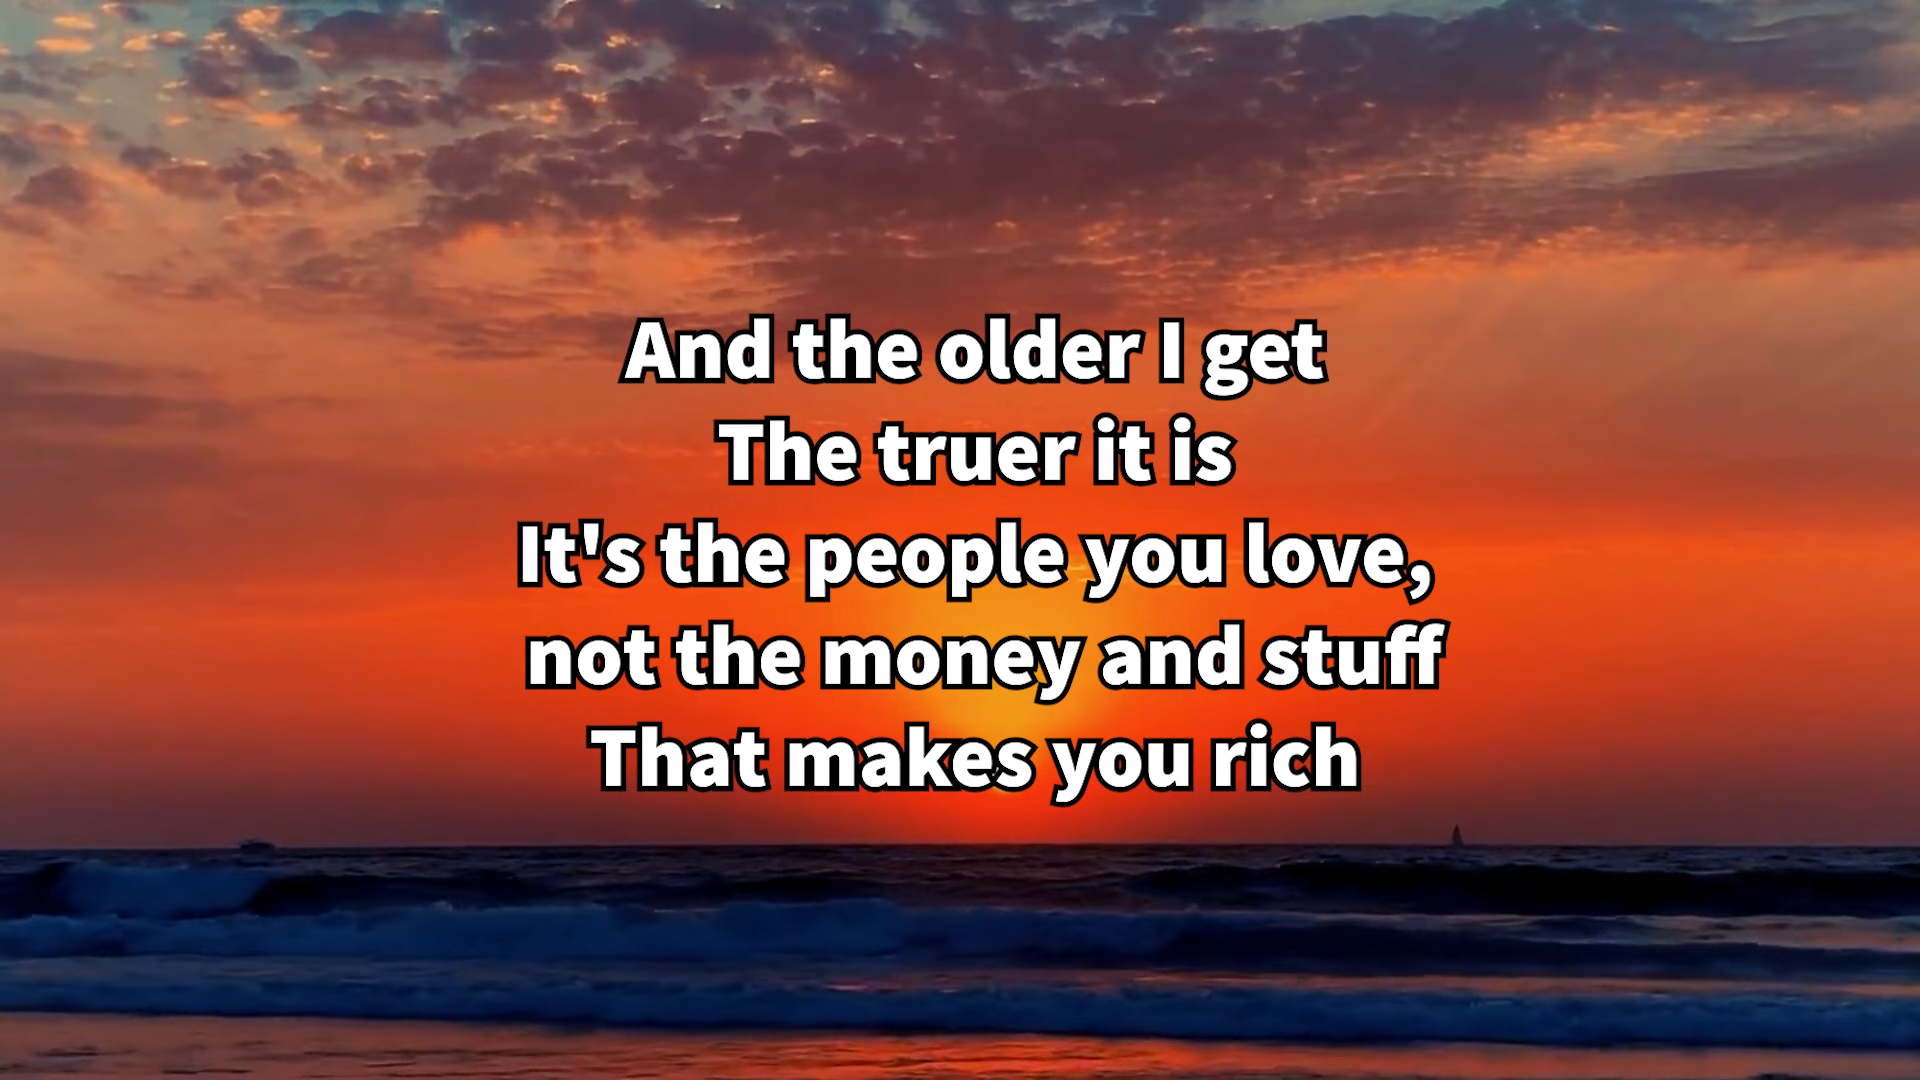 And the older I get
The truer it is
It's the people you love,
not the money and stuff
That makes you rich